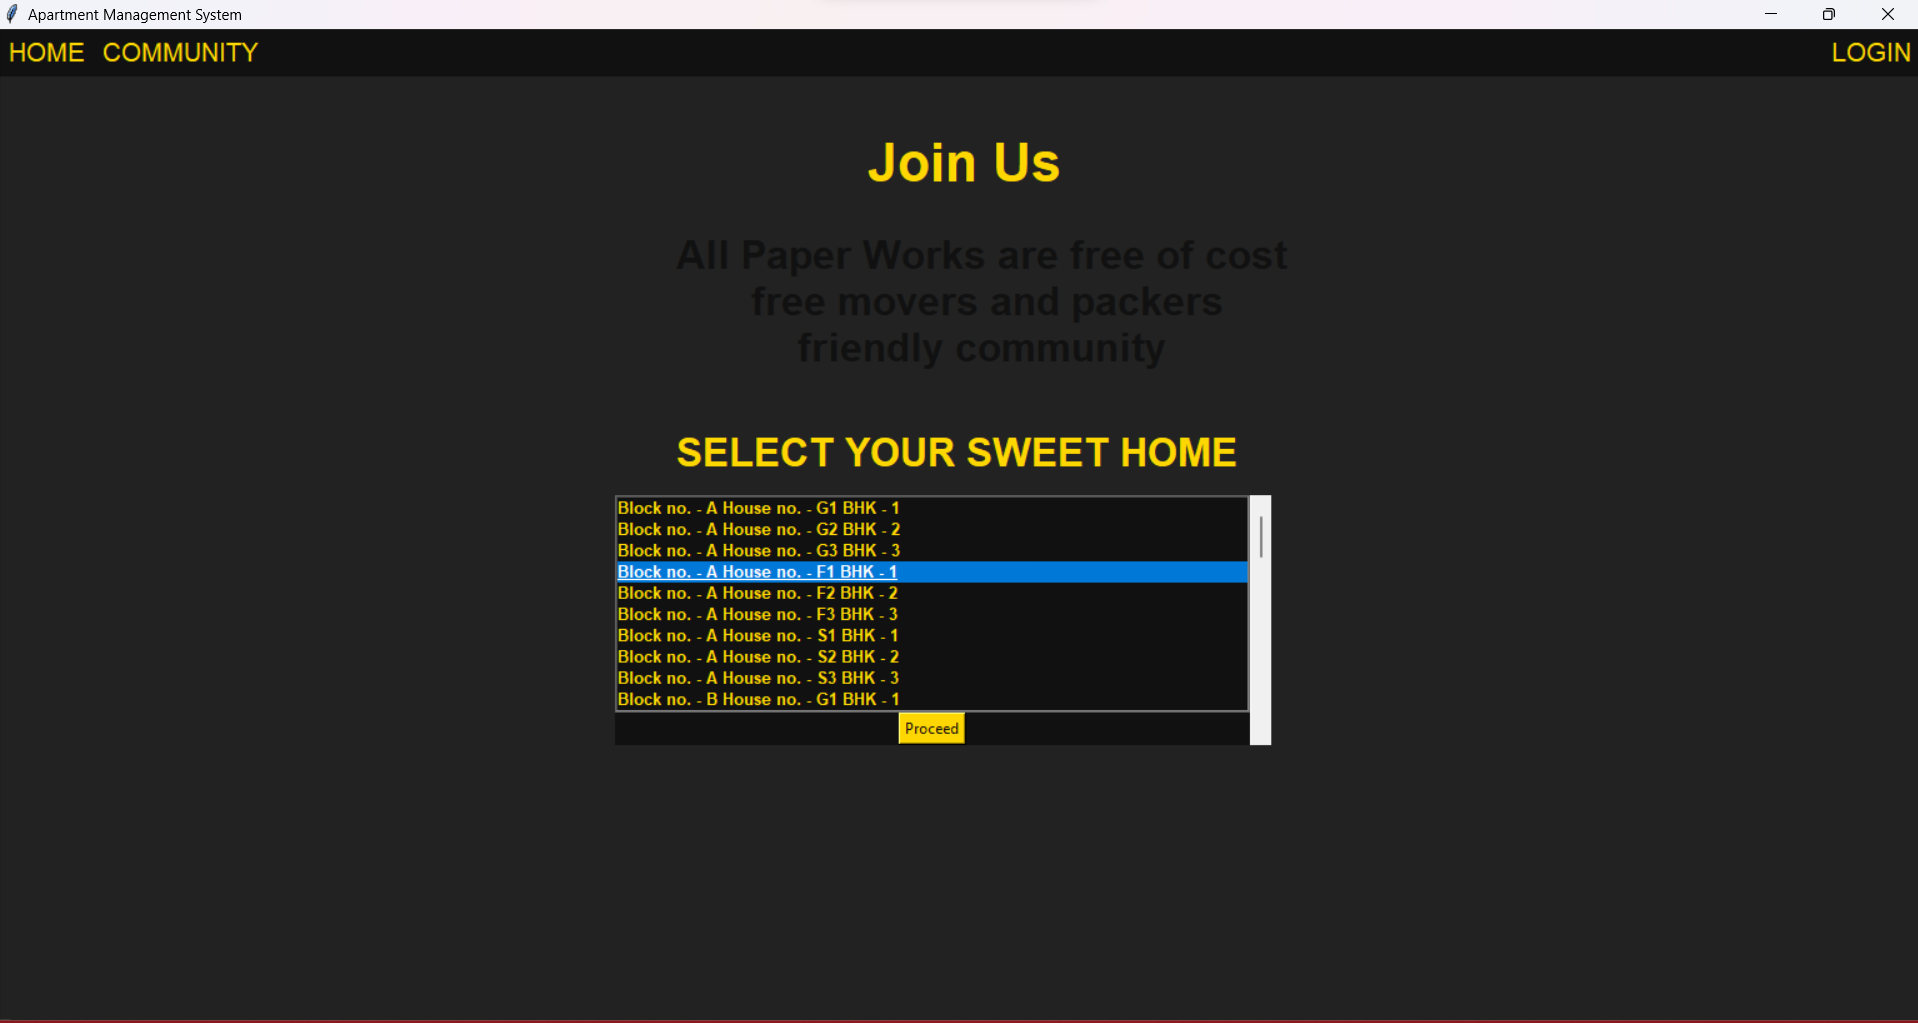 Apartment Management System
HOME COMMUNITY LOGIN
Join Us
All Paper Works are free of cost
free movers and packers
friendly community
SELECT YOUR SWEET HOME
Block no. - A House no. - G1 BHK - 1
Block no. - A House no. - G2 BHK - 2
Block no. - A House no. - G3 BHK - 3
Block no. - A House no. - F1 BHK - 1
Block no. - A House no. - F2 BHK - 2
Block no. - A House no. - F3 BHK - 3
Block no. - A House no. - S1 BHK - 1
Block no. - A House no. - S2 BHK - 2
Block no. - A House no. - S3 BHK - 3
Block no. - B House no. - G1 BHK - 1
Proceed